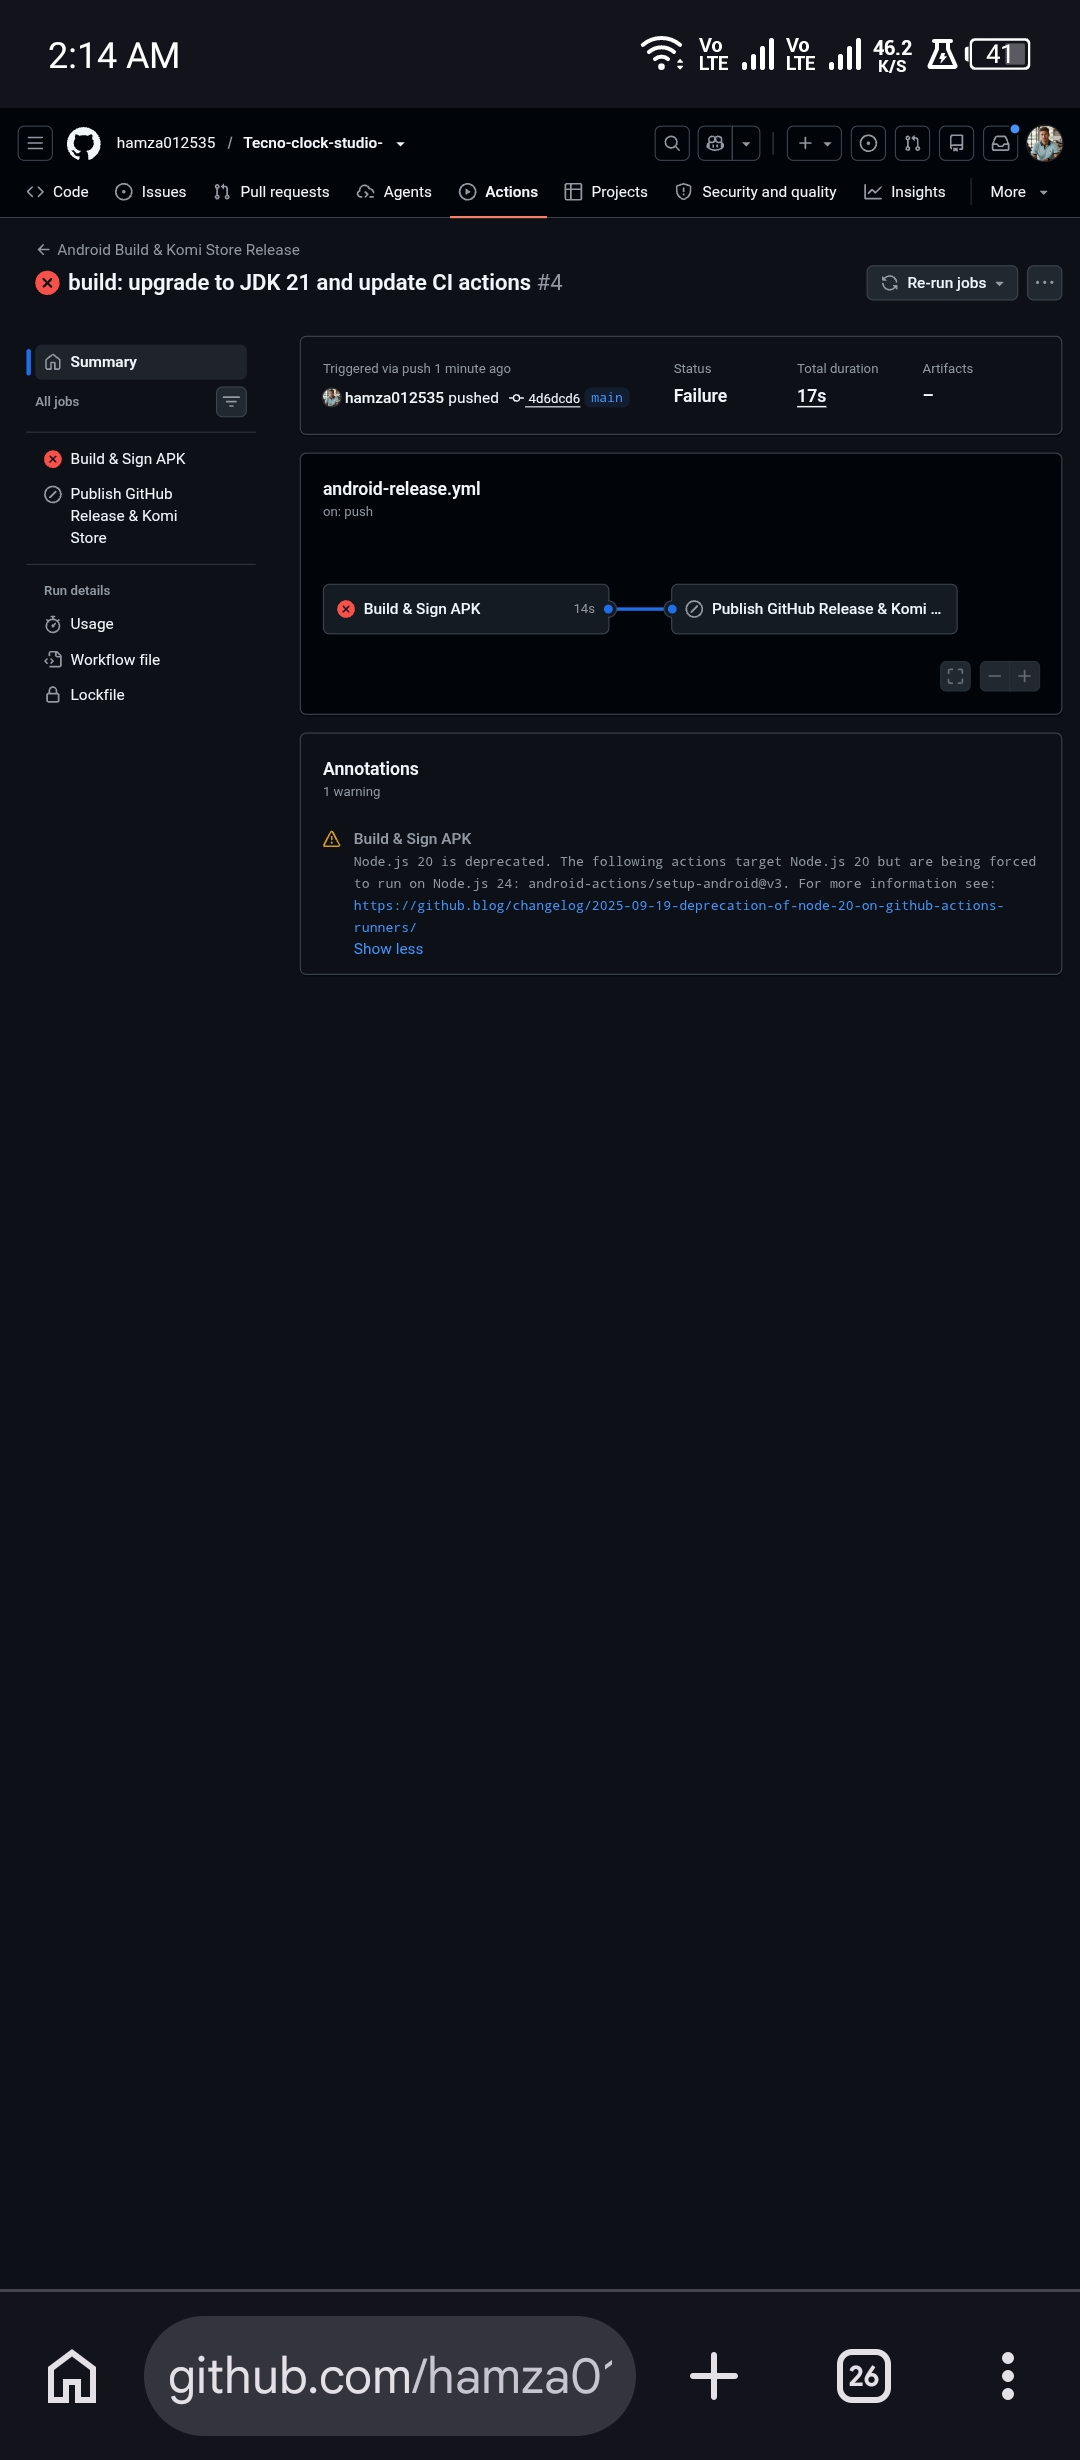 2:14 AM
Vo LTE
Vo LTE
46.2 K/S
41
hamza012535 / Tecno-clock-studio-
Code Issues Pull requests Agents Actions Projects Security and quality Insights More
Android Build & Komi Store Release
build: upgrade to JDK 21 and update CI actions #4
Re-run jobs
Summary
All jobs
Build & Sign APK
Publish GitHub
Release & Komi
Store
Run details
Usage
Workflow file
Lockfile
Triggered via push 1 minute ago
hamza012535 pushed 4d6dcd6 main
Status
Failure
Total duration
17s
Artifacts
–
android-release.yml
on: push
Build & Sign APK 14s
Publish GitHub Release & Komi ...
Annotations
1 warning
Build & Sign APK
Node.js 20 is deprecated. The following actions target Node.js 20 but are being forced
to run on Node.js 24: android-actions/setup-android@v3. For more information see:
https://github.blog/changelog/2025-09-19-deprecation-of-node-20-on-github-actions-
runners/
Show less
github.com/hamza0
26